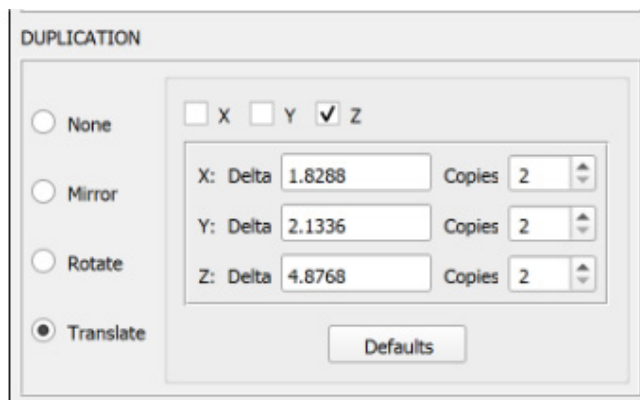 DUPLICATION
None
Mirror
Rotate
Translate
X Y Z
X: Delta 1.8288 Copies 2
Y: Delta 2.1336 Copies 2
Z: Delta 4.8768 Copies 2
Defaults